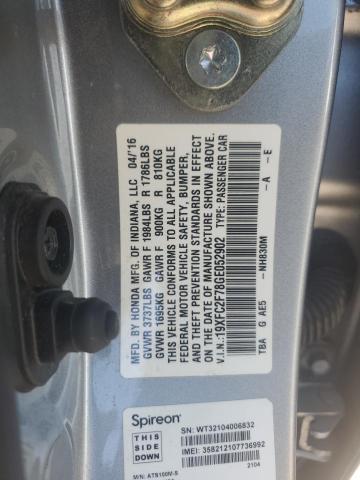 MFD. BY HONDA MFG. OF INDIANA, LLC 04/'16
GVWR 3737LBS GAWR F 1984LBS R 1786LBS
GVWR 1695KG GAWR F 900KG R 810KG
THIS VEHICLE CONFORMS TO ALL APPLICABLE
FEDERAL MOTOR VEHICLE SAFETY, BUMPER, AND
THEFT PREVENTION STANDARDS IN EFFECT
ON THE DATE OF MANUFACTURE SHOWN ABOVE.
V.I.N.: 19XFC2F78GE052902 TYPE: PASSENGER CAR
NH830M -A -E
TBA G AE5
Spireon
THIS
SIDE
DOWN
SN: WT32104006832
IMEI: 358212107736992
2104
M/N: ATS100W-S